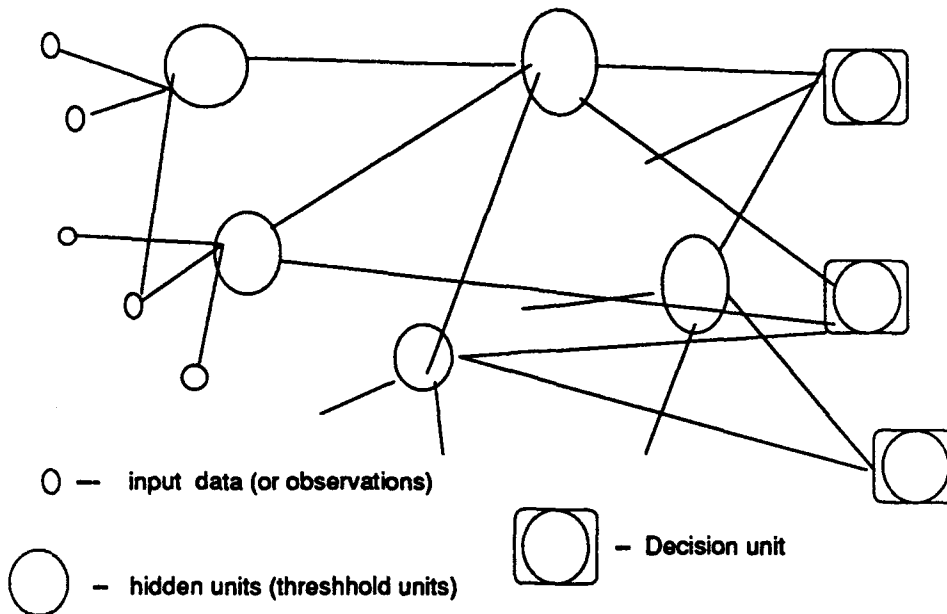 – input data (or observations)
– Decision unit
– hidden units (threshhold units)